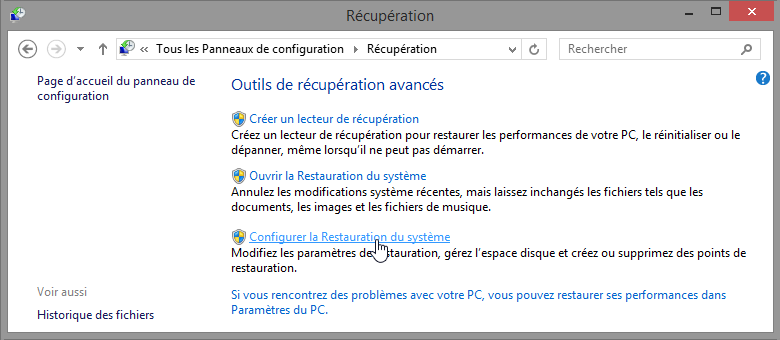 Récupération
Tous les Panneaux de configuration
Récupération
Rechercher
Page d'accueil du panneau de
configuration
Outils de récupération avancés
Créer un lecteur de récupération
Créez un lecteur de récupération pour restaurer les performances de votre PC, le réinitialiser ou le
dépanner, même lorsqu'il ne peut pas démarrer.
Ouvrir la Restauration du système
Annulez les modifications système récentes, mais laissez inchangés les fichiers tels que les
documents, les images et les fichiers de musique.
Configurer la Restauration du système
Modifiez les paramètres de restauration, gérez l'espace disque et créez ou supprimez des points de
restauration.
Si vous rencontrez des problèmes avec votre PC, vous pouvez restaurer ses performances dans
Paramètres du PC.
Voir aussi
Historique des fichiers